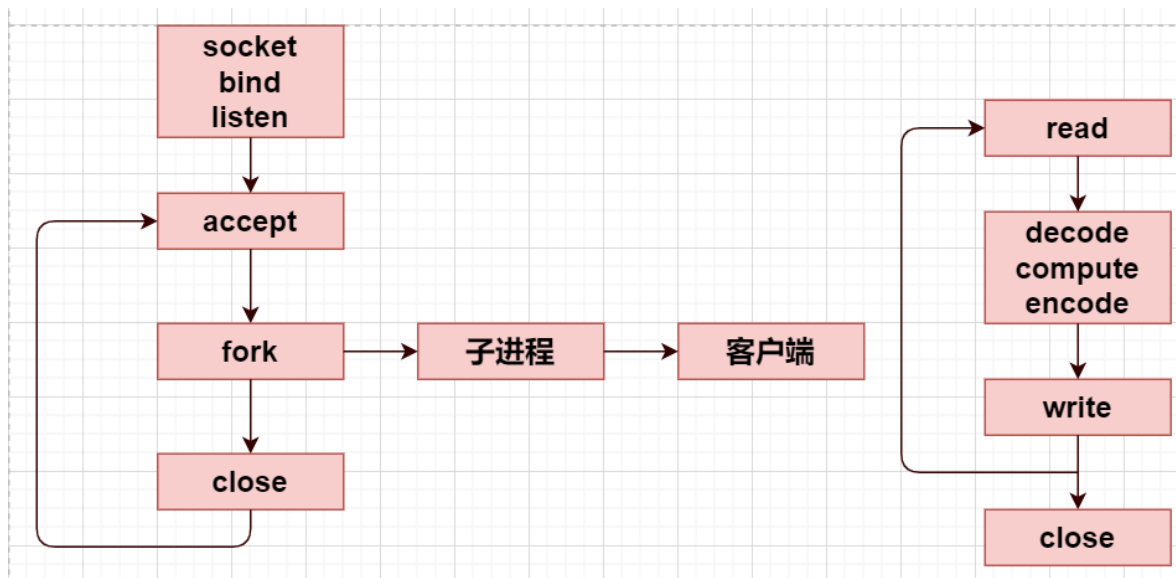 socket
bind
listen
accept
fork
close
子进程
客户端
read
decode
compute
encode
write
close